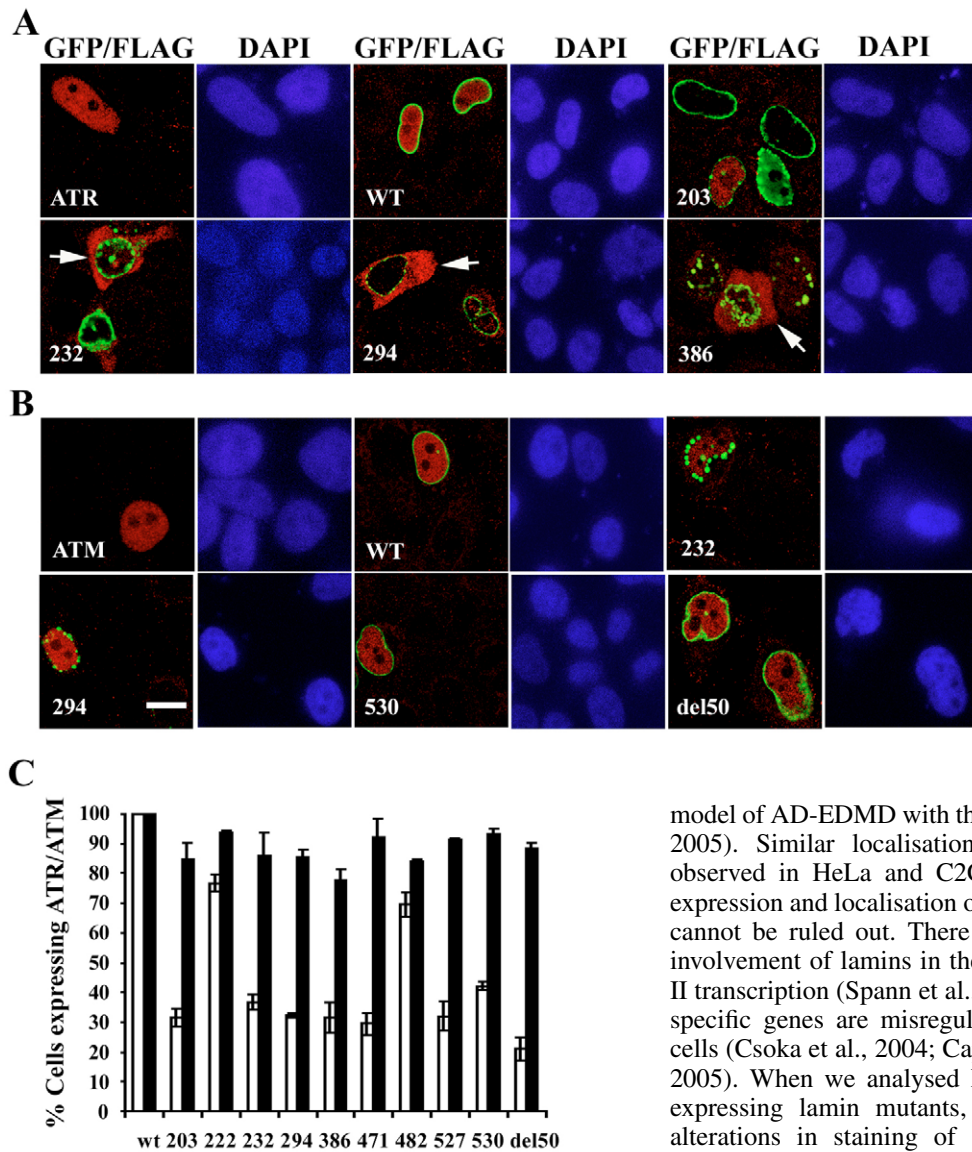 A
GFP/FLAG DAPI GFP/FLAG DAPI GFP/FLAG DAPI
ATR WT 203
232 294 386
B
ATM WT 232
294 530 del50
C
% Cells expressing ATR/ATM
100
90
80
70
60
50
40
30
20
10
0
wt 203 222 232 294 386 471 482 527 530 del50
model of AD-EDMD with th
2005). Similar localisation
observed in HeLa and C2C
expression and localisation o
cannot be ruled out. There
involvement of lamins in the
II transcription (Spann et al.
specific genes are misregul
cells (Csoka et al., 2004; Ca
2005). When we analysed
expressing lamin mutants,
alterations in staining of